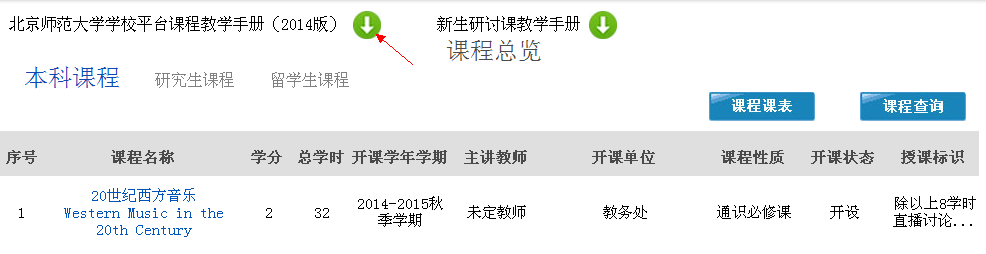 北京师范大学学校平台课程教学手册（2014版）
新生研讨课教学手册
课程总览
本科课程 研究生课程 留学生课程
课程课表 课程查询
序号 课程名称 学分 总学时 开课学年学期 主讲教师 开课单位 课程性质 开课状态 授课标识
1
20世纪西方音乐
Western Music in the
20th Century
2
32
2014-2015秋
季学期
未定教师
教务处
通识必修课
开设
除以上8学时
直播讨论...